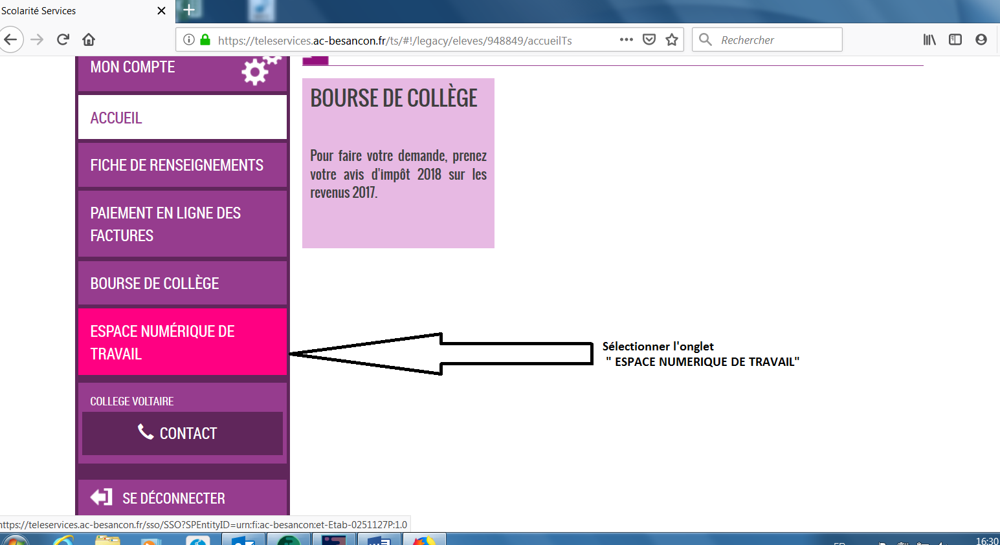 Scolarité Services
https://teleservices.ac-besancon.fr/ts/#!/legacy/eleves/948849/accueilTs
Rechercher
MON COMPTE
ACCUEIL
FICHE DE RENSEIGNEMENTS
PAIEMENT EN LIGNE DES
FACTURES
BOURSE DE COLLÈGE
ESPACE NUMÉRIQUE DE
TRAVAIL
COLLEGE VOLTAIRE
CONTACT
SE DÉCONNECTER
BOURSE DE COLLÈGE
Pour faire votre demande, prenez
votre avis d'impôt 2018 sur les
revenus 2017.
Sélectionner l'onglet
" ESPACE NUMERIQUE DE TRAVAIL"
https://teleservices.ac-besancon.fr/sso/SSO?SPEntityID=urn:fi:ac-besancon:et-Etab-0251127P:1.0
16:30